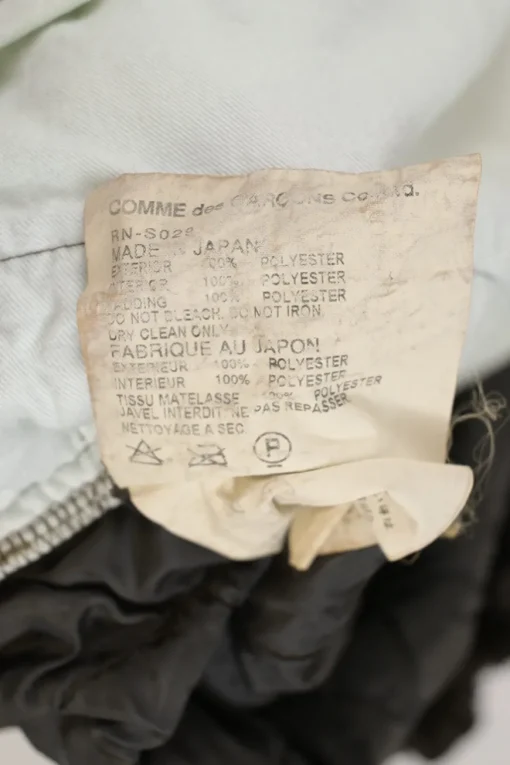 COMME des GARÇONS Co., Ltd.
RN-S029
MADE IN JAPAN
EXTERIOR 100% POLYESTER
INTERIOR 100% POLYESTER
PADDING 100% POLYESTER
DO NOT BLEACH, DO NOT IRON,
DRY CLEAN ONLY.
FABRIQUE AU JAPON
EXTERIEUR 100% POLYESTER
INTERIEUR 100% POLYESTER
TISSU MATELASSE 100% POLYESTER
JAVEL INTERDIT, NE PAS REPASSER,
NETTOYAGE A SEC.
P